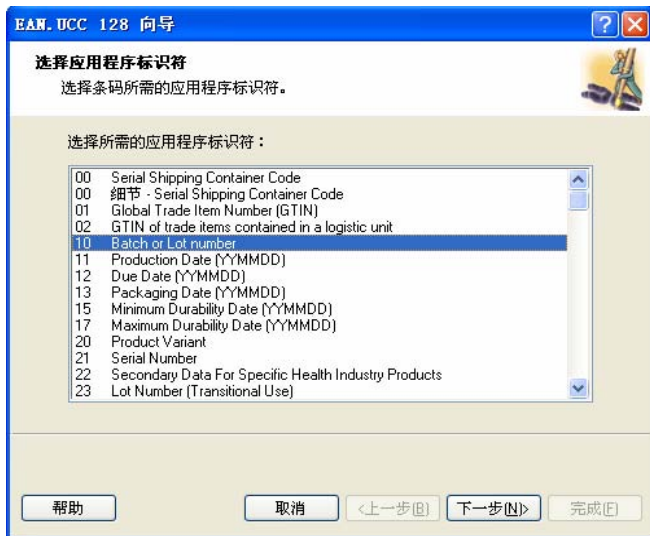 EAN.UCC 128 向导
选择应用程序标识符
选择条码所需的应用程序标识符。
选择所需的应用程序标识符：
00 Serial Shipping Container Code
00 细节 - Serial Shipping Container Code
01 Global Trade Item Number (GTIN)
02 GTIN of trade items contained in a logistic unit
10 Batch or Lot number
11 Production Date (YYMMDD)
12 Due Date (YYMMDD)
13 Packaging Date (YYMMDD)
15 Minimum Durability Date (YYMMDD)
17 Maximum Durability Date (YYMMDD)
20 Product Variant
21 Serial Number
22 Secondary Data For Specific Health Industry Products
23 Lot Number (Transitional Use)
帮助 取消 <上一步(B) 下一步(N)> 完成(F)